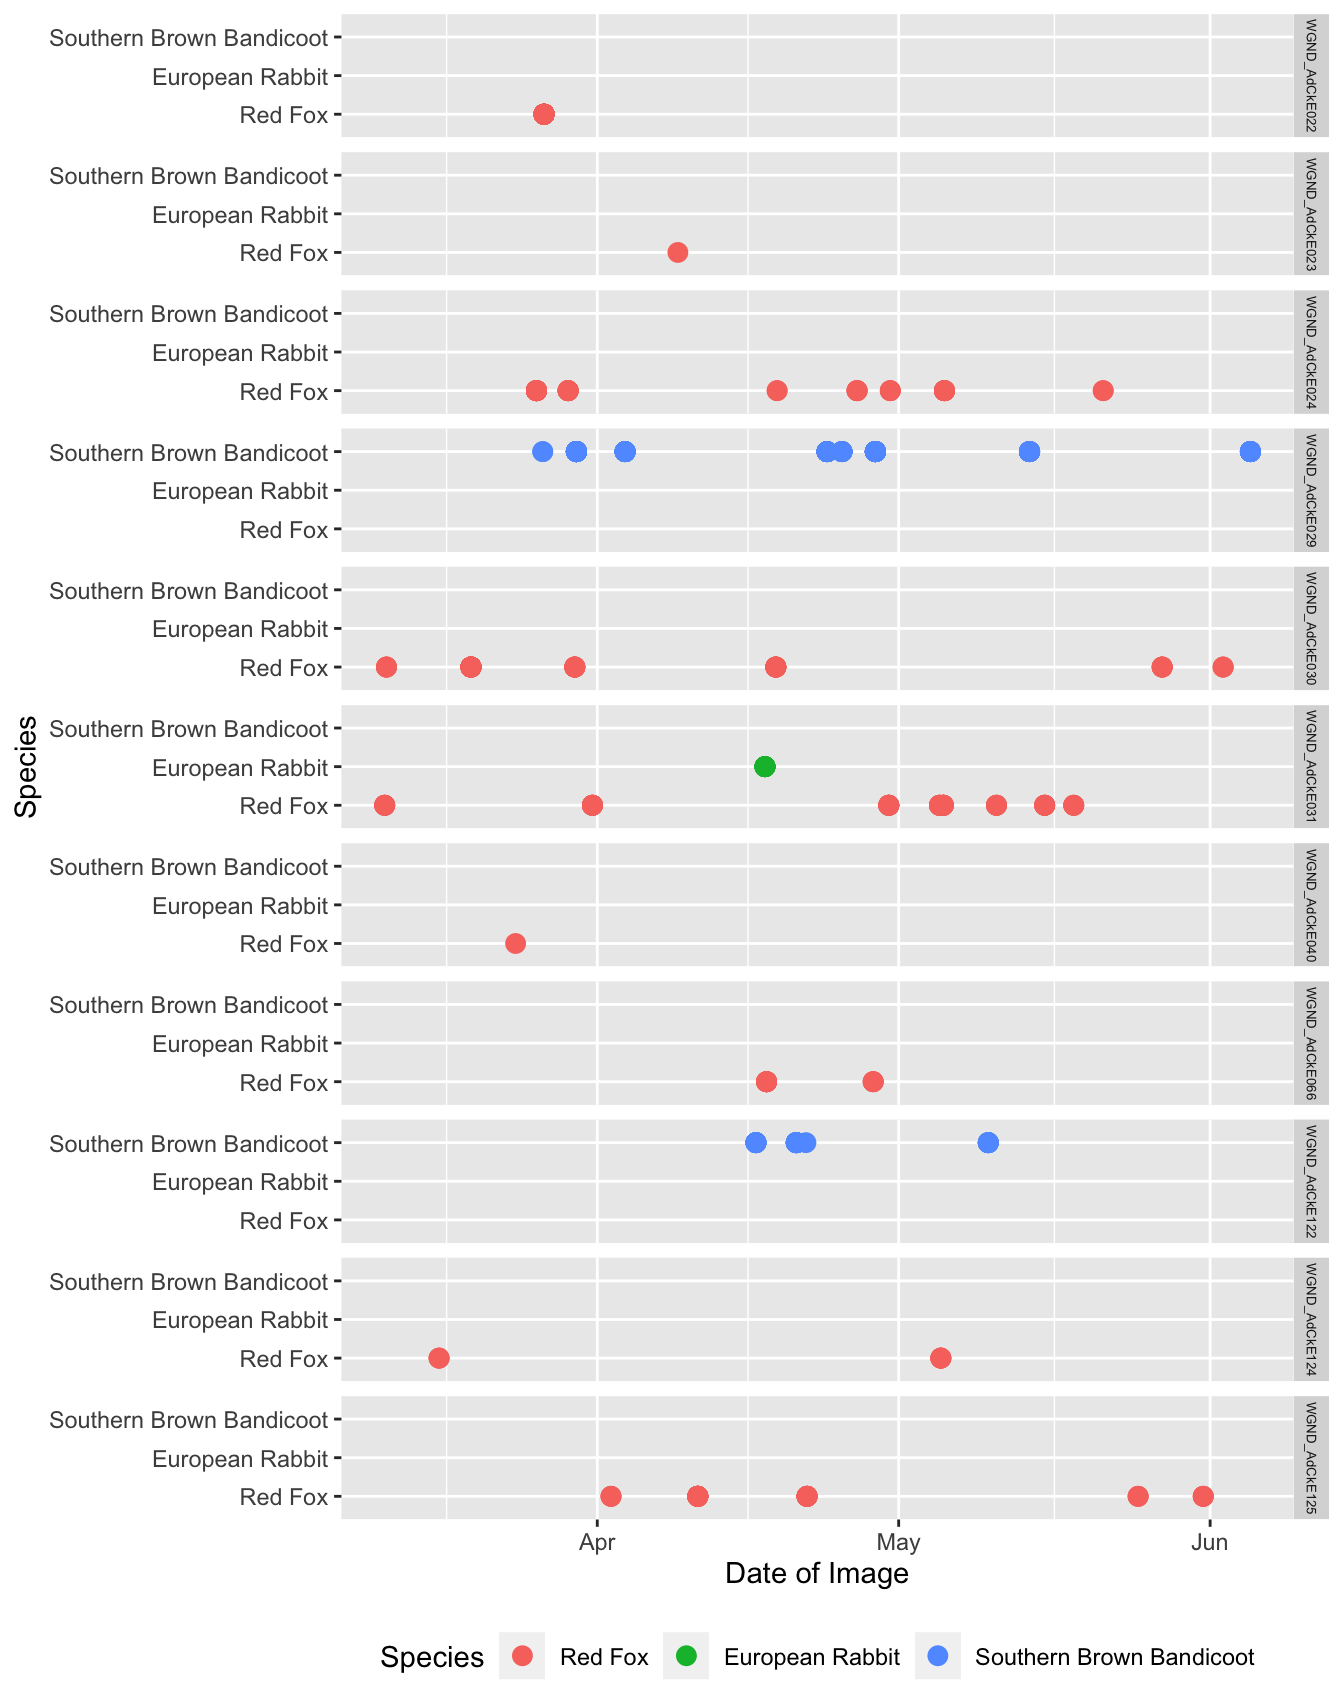 Southern Brown Bandicoot
European Rabbit
Red Fox
WGND_AdCkE022
Southern Brown Bandicoot
European Rabbit
Red Fox
WGND_AdCkE023
Southern Brown Bandicoot
European Rabbit
Red Fox
WGND_AdCkE024
Southern Brown Bandicoot
European Rabbit
Red Fox
WGND_AdCkE029
Southern Brown Bandicoot
European Rabbit
Red Fox
WGND_AdCkE030
Species
Southern Brown Bandicoot
European Rabbit
Red Fox
WGND_AdCkE031
Southern Brown Bandicoot
European Rabbit
Red Fox
WGND_AdCkE040
Southern Brown Bandicoot
European Rabbit
Red Fox
WGND_AdCkE066
Southern Brown Bandicoot
European Rabbit
Red Fox
WGND_AdCkE122
Southern Brown Bandicoot
European Rabbit
Red Fox
WGND_AdCkE124
Southern Brown Bandicoot
European Rabbit
Red Fox
WGND_AdCkE125
Apr May Jun
Date of Image
Species Red Fox European Rabbit Southern Brown Bandicoot